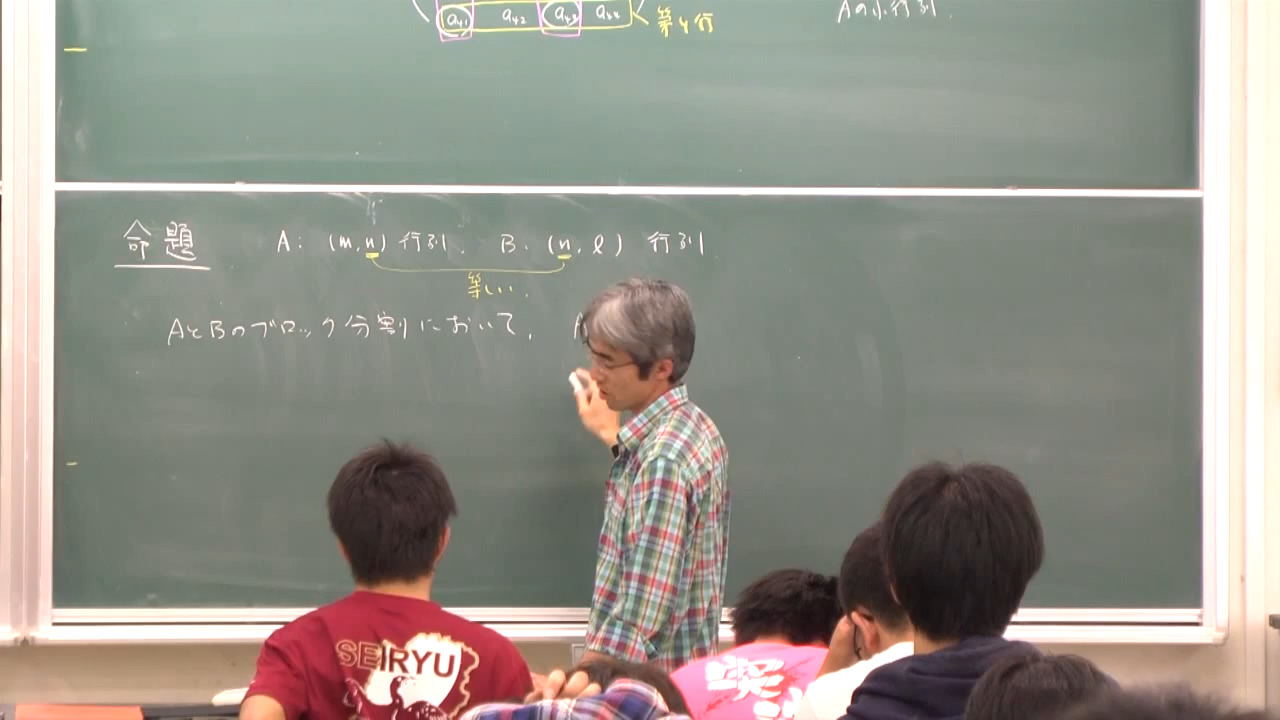 a₄₁ a₄₂ a₄₃ a₄₄ 第4行
Aの小行列
命題 A: (m, n) 行列, B: (n, l) 行列
等しい.
AとBのブロック分割において, A
SEIRYU